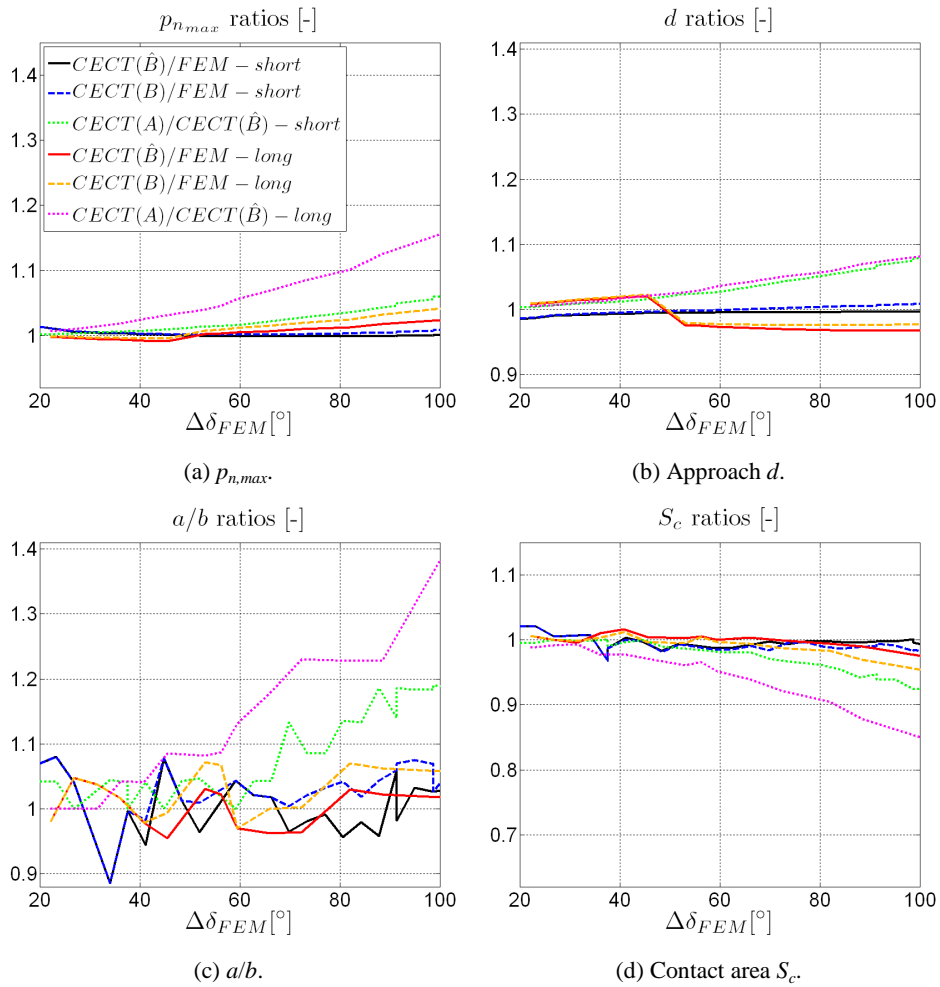 p_{n_{max}} ratios [-]
1.4
1.3
1.2
1.1
1
20 40 60 80 100
CECT(B̂)/FEM − short
CECT(B)/FEM − short
CECT(A)/CECT(B̂) − short
CECT(B̂)/FEM − long
CECT(B)/FEM − long
CECT(A)/CECT(B̂) − long
Δδ_{FEM}[°]
(a) p_{n,max}.
d ratios [-]
1.4
1.3
1.2
1.1
1
0.9
20 40 60 80 100
Δδ_{FEM}[°]
(b) Approach d.
a/b ratios [-]
1.4
1.3
1.2
1.1
1
0.9
20 40 60 80 100
Δδ_{FEM}[°]
(c) a/b.
S_c ratios [-]
1.1
1
0.9
0.8
0.7
20 40 60 80 100
Δδ_{FEM}[°]
(d) Contact area S_c.